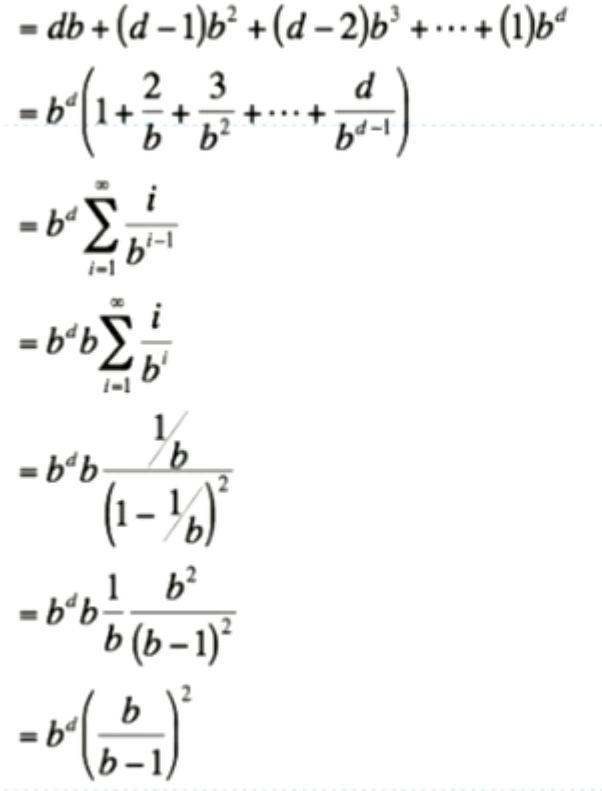 = db + (d − 1)b² + (d − 2)b³ + ⋯ + (1)b^d
= b^d(1 + 2/b + 3/b² + ⋯ + d/b^(d−1))
= b^d ∑_{i=1}^{∞} i/b^(i−1)
= b^d b ∑_{i=1}^{∞} i/b^i
= b^d b (1/b)/(1 − 1/b)²
= b^d b (1/b) b²/(b − 1)²
= b^d (b/(b − 1))²